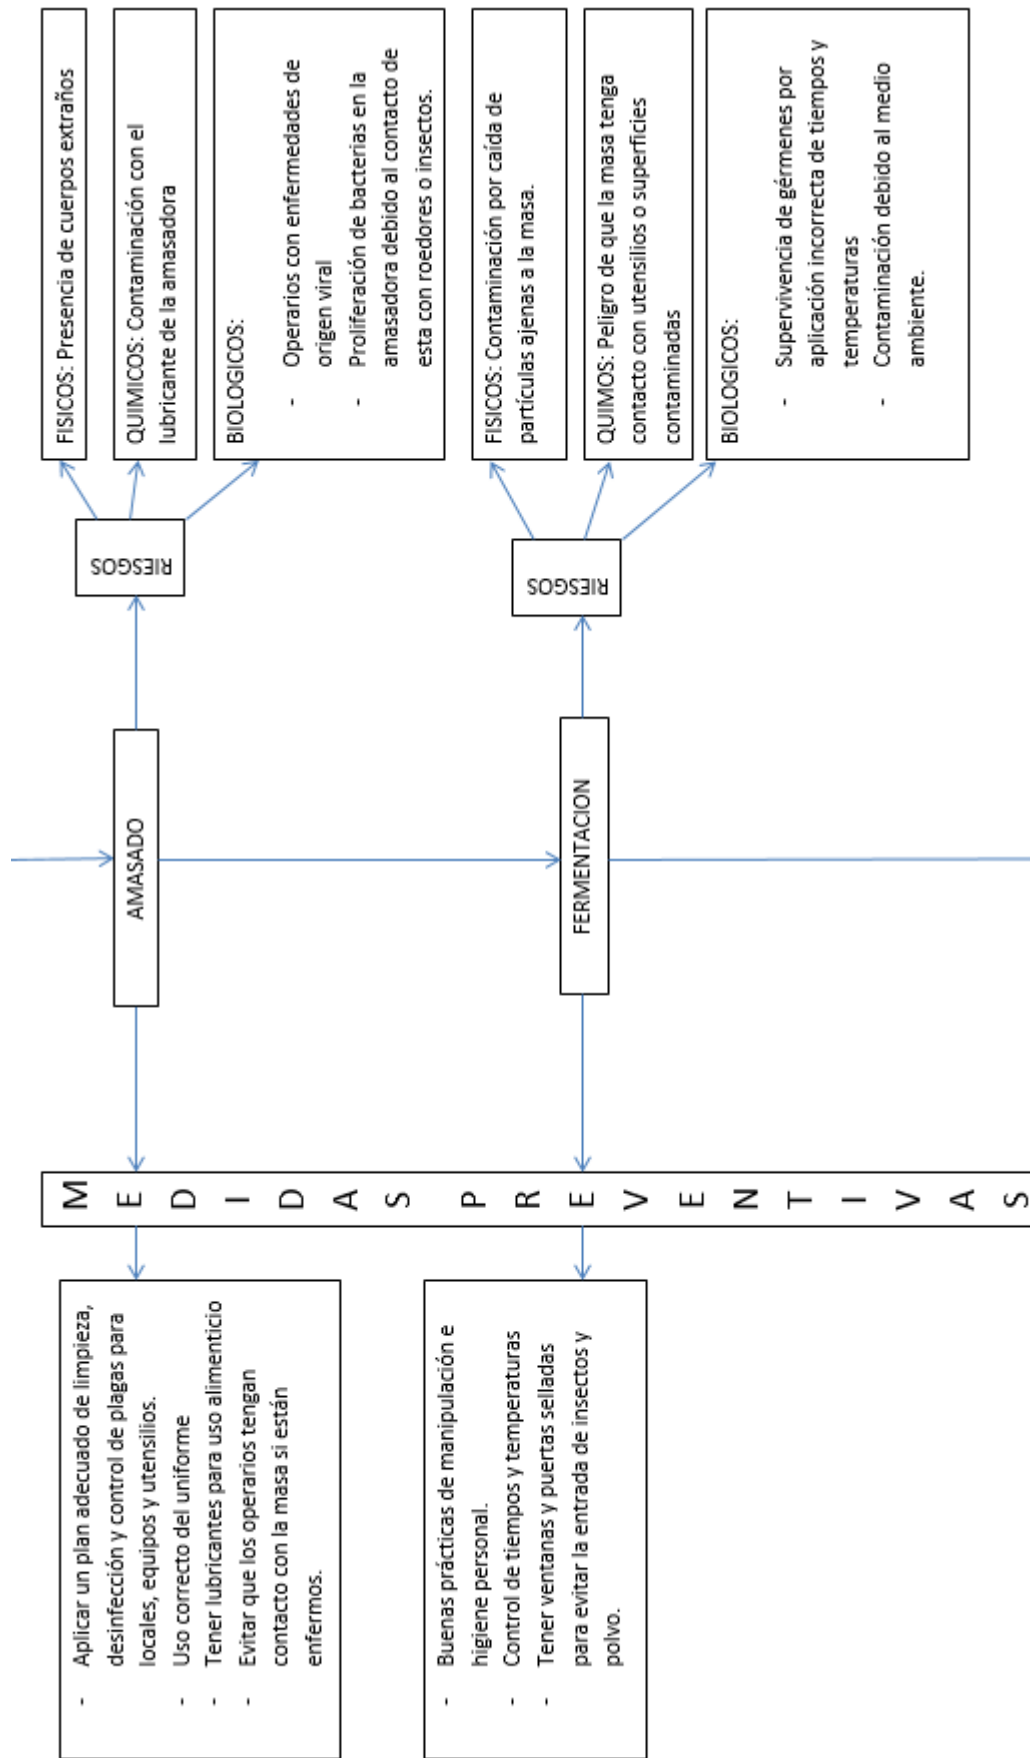 - Aplicar un plan adecuado de limpieza,
desinfección y control de plagas para
locales, equipos y utensilios.
- Uso correcto del uniforme
- Tener lubricantes para uso alimenticio
- Evitar que los operarios tengan
contacto con la masa si están
enfermos.
MEDIDAS PREVENTIVAS
AMASADO
RIESGOS
FISICOS: Presencia de cuerpos extraños
QUIMICOS: Contaminación con el
lubricante de la amasadora
BIOLOGICOS:
- Operarios con enfermedades de
origen viral
- Proliferación de bacterias en la
amasadora debido al contacto de
esta con roedores o insectos.
- Buenas prácticas de manipulación e
higiene personal.
- Control de tiempos y temperaturas
- Tener ventanas y puertas selladas
para evitar la entrada de insectos y
polvo.
FERMENTACION
RIESGOS
FISICOS: Contaminación por caída de
partículas ajenas a la masa.
QUIMOS: Peligro de que la masa tenga
contacto con utensilios o superficies
contaminadas
BIOLOGICOS:
- Supervivencia de gérmenes por
aplicación incorrecta de tiempos y
temperaturas
- Contaminación debido al medio
ambiente.